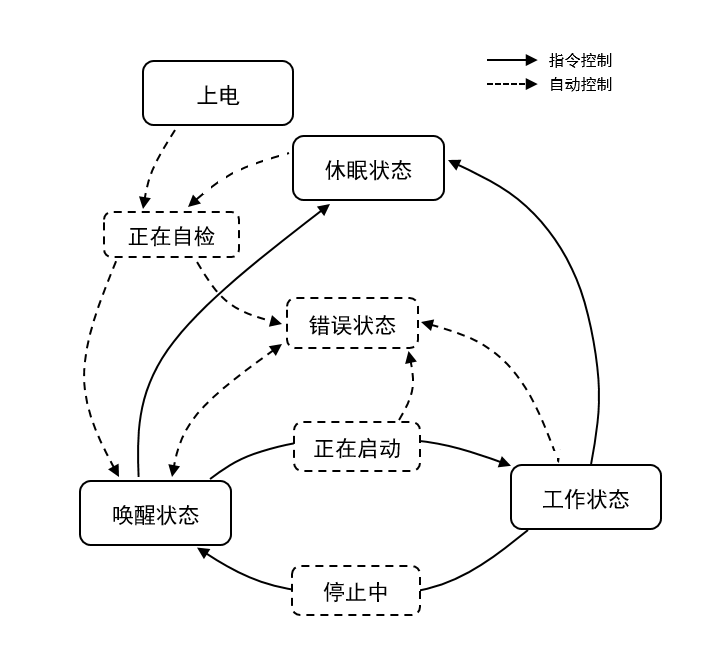 指令控制
自动控制
上电
休眠状态
正在自检
错误状态
正在启动
工作状态
唤醒状态
停止中